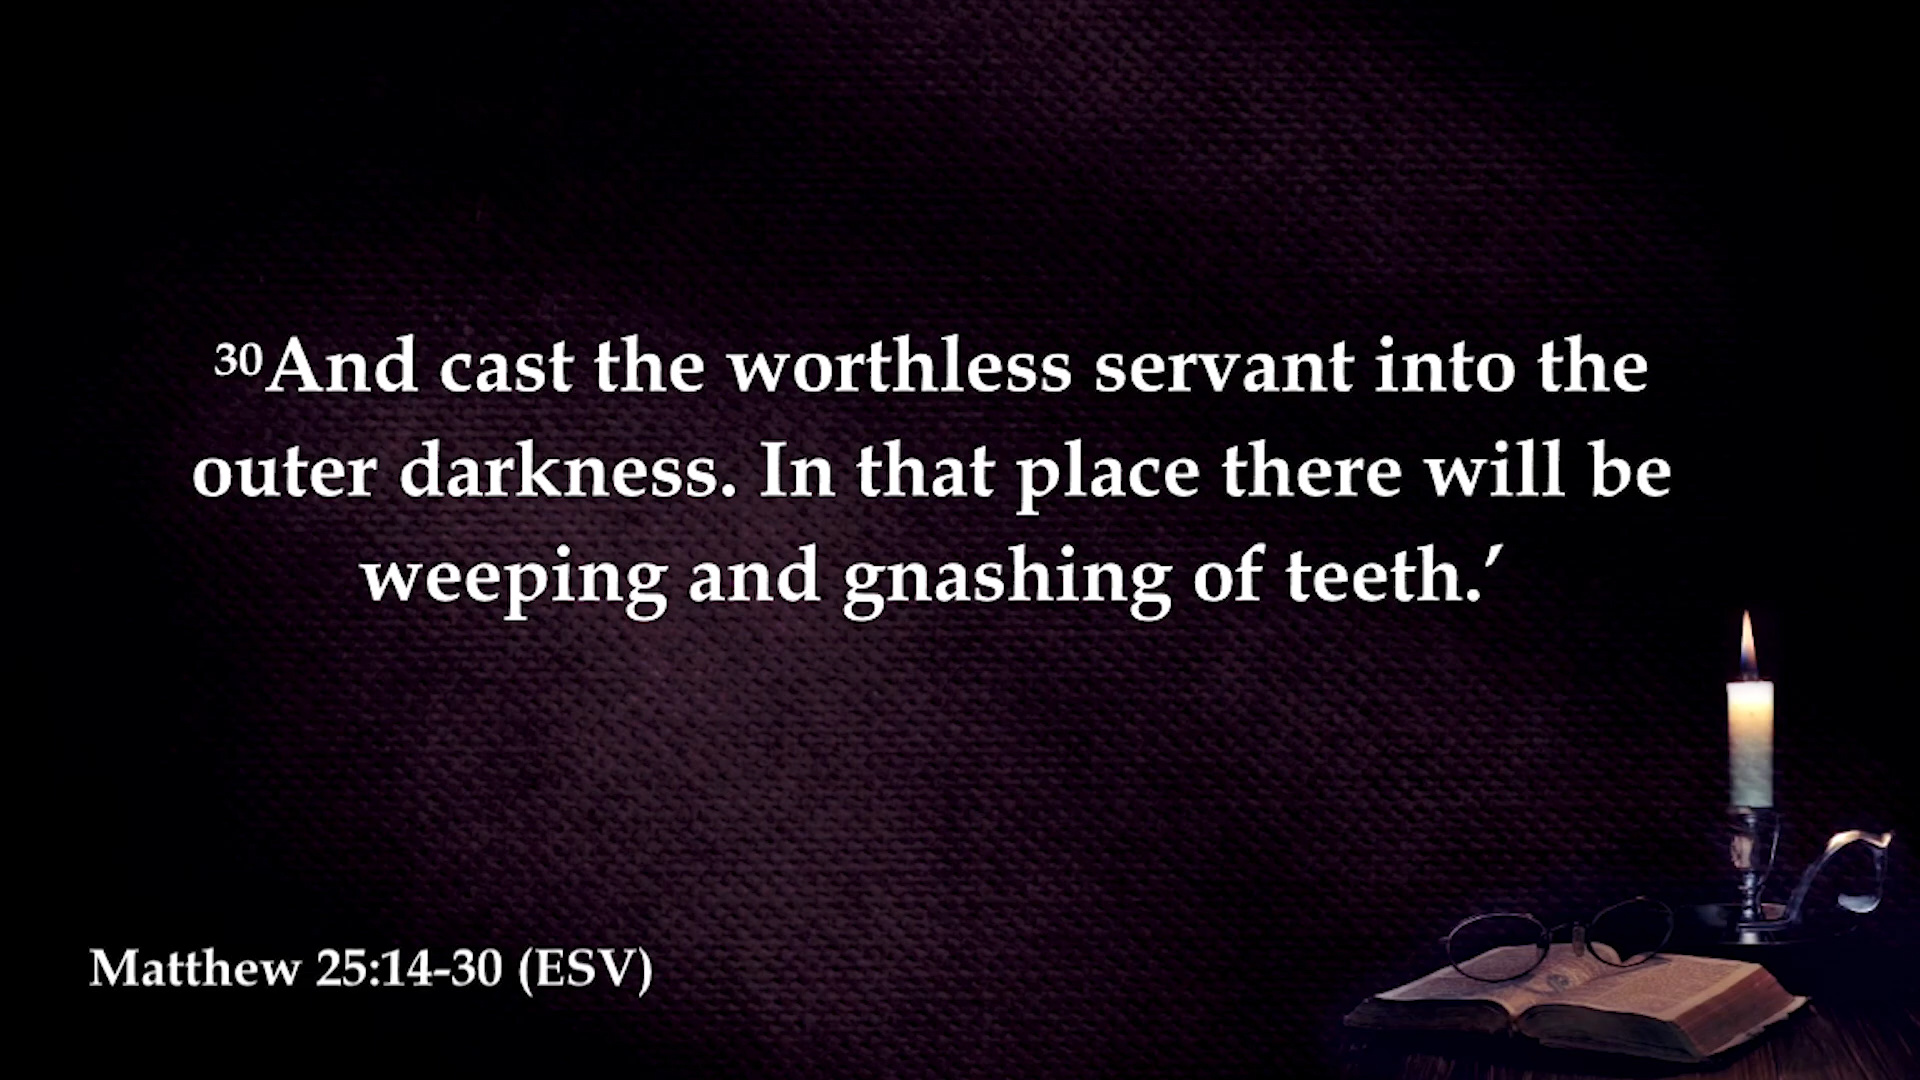 30And cast the worthless servant into the
outer darkness. In that place there will be
weeping and gnashing of teeth.’
Matthew 25:14-30 (ESV)